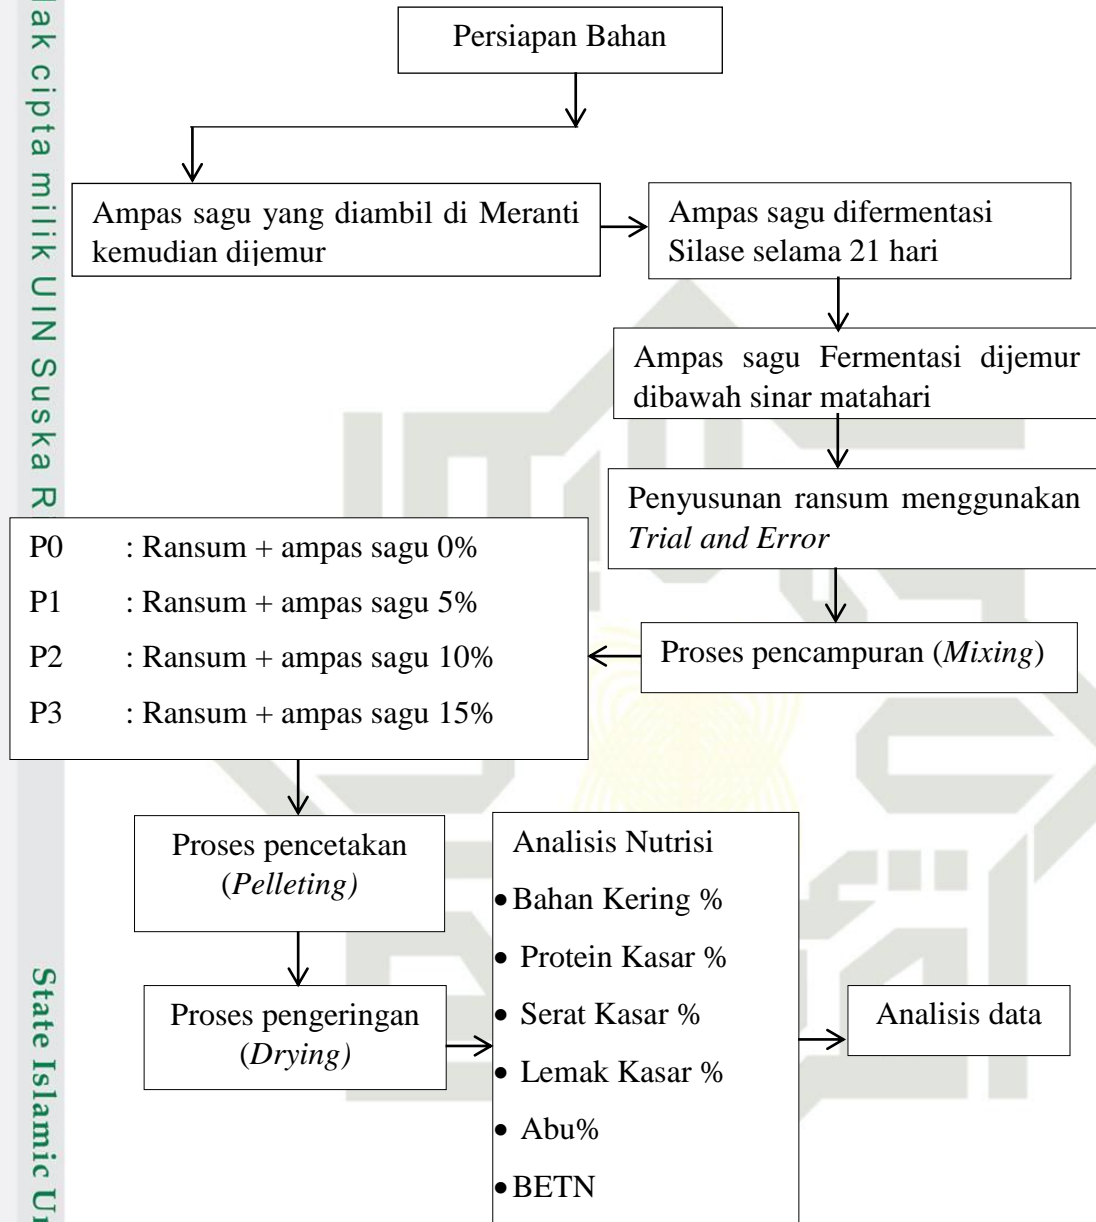 Persiapan Bahan
Ampas sagu yang diambil di Meranti
kemudian dijemur
Ampas sagu difermentasi
Silase selama 21 hari
Ampas sagu Fermentasi dijemur
dibawah sinar matahari
Penyusunan ransum menggunakan
Trial and Error
Proses pencampuran (Mixing)
P0 : Ransum + ampas sagu 0%
P1 : Ransum + ampas sagu 5%
P2 : Ransum + ampas sagu 10%
P3 : Ransum + ampas sagu 15%
Proses pencetakan
(Pelleting)
Proses pengeringan
(Drying)
Analisis Nutrisi
• Bahan Kering %
• Protein Kasar %
• Serat Kasar %
• Lemak Kasar %
• Abu%
• BETN
Analisis data
cipta milik UIN Suska
State Islamic